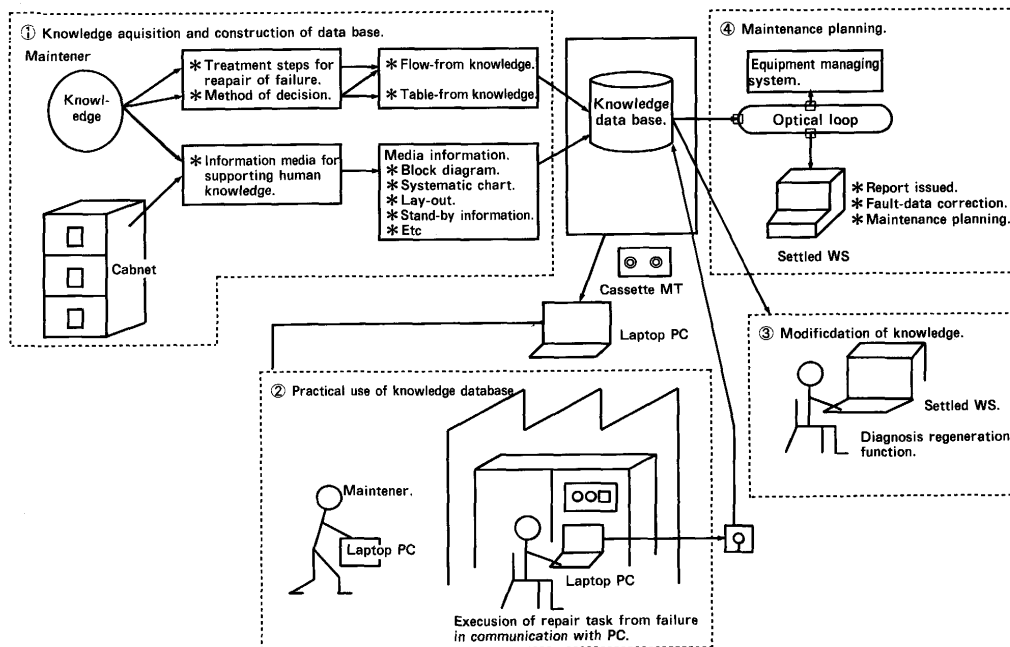 ① Knowledge aquisition and construction of data base.
Maintener
Knowl-
edge
* Treatment steps for
reapair of failure.
* Method of decision.
* Flow-from knowledge.
* Table-from knowledge.
* Information media for
supporting human
knowledge.
Media information.
* Block diagram.
* Systematic chart.
* Lay-out.
* Stand-by information.
* Etc
Cabnet
Knowledge
data base.
Cassette MT
Laptop PC
④ Maintenance planning.
Equipment managing
system.
Optical loop
* Report issued.
* Fault-data correction.
* Maintenance planning.
Settled WS
③ Modificdation of knowledge.
Settled WS.
Diagnosis regeneration
function.
② Practical use of knowledge database
Maintener.
Laptop PC
Laptop PC
Execution of repair task from failure
in communication with PC.